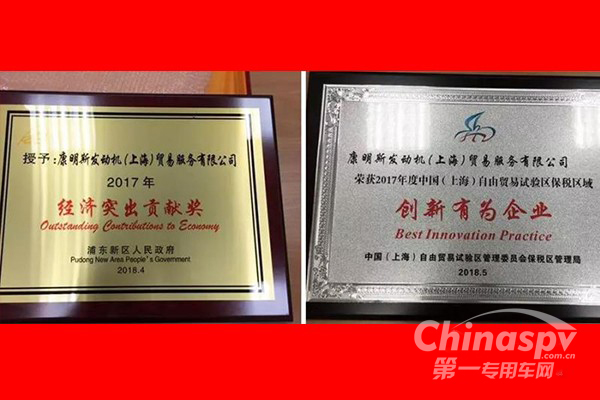 授予:康明斯发动机(上海)贸易服务有限公司
2017年
经济突出贡献奖
Outstanding Contributions to Economy
浦东新区人民政府
Pudong New Area People's Government
2018.4
康明斯发动机(上海)贸易服务有限公司
荣获2017年度中国(上海)自由贸易试验区保税区域
创新有为企业
Best Innovation Practice
中国(上海)自由贸易试验区管理委员会保税区管理局
2018.5
Chinaspv
.com.cn
第一专用车网